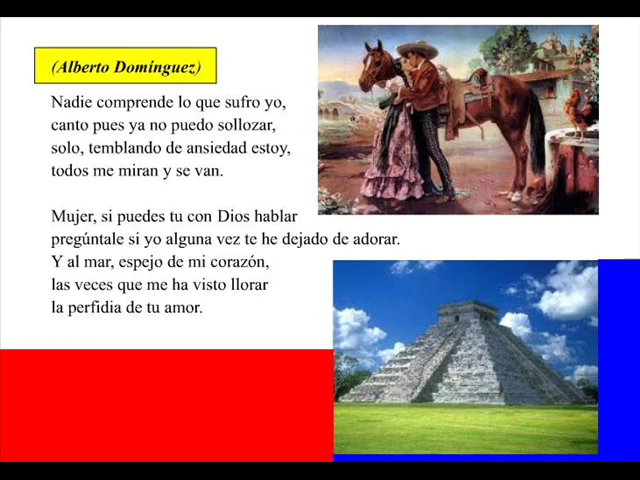 (Alberto Domínguez)
Nadie comprende lo que sufro yo,
canto pues ya no puedo sollozar,
solo, temblando de ansiedad estoy,
todos me miran y se van.
Mujer, si puedes tu con Dios hablar
pregúntale si yo alguna vez te he dejado de adorar.
Y al mar, espejo de mi corazón,
las veces que me ha visto llorar
la perfidia de tu amor.